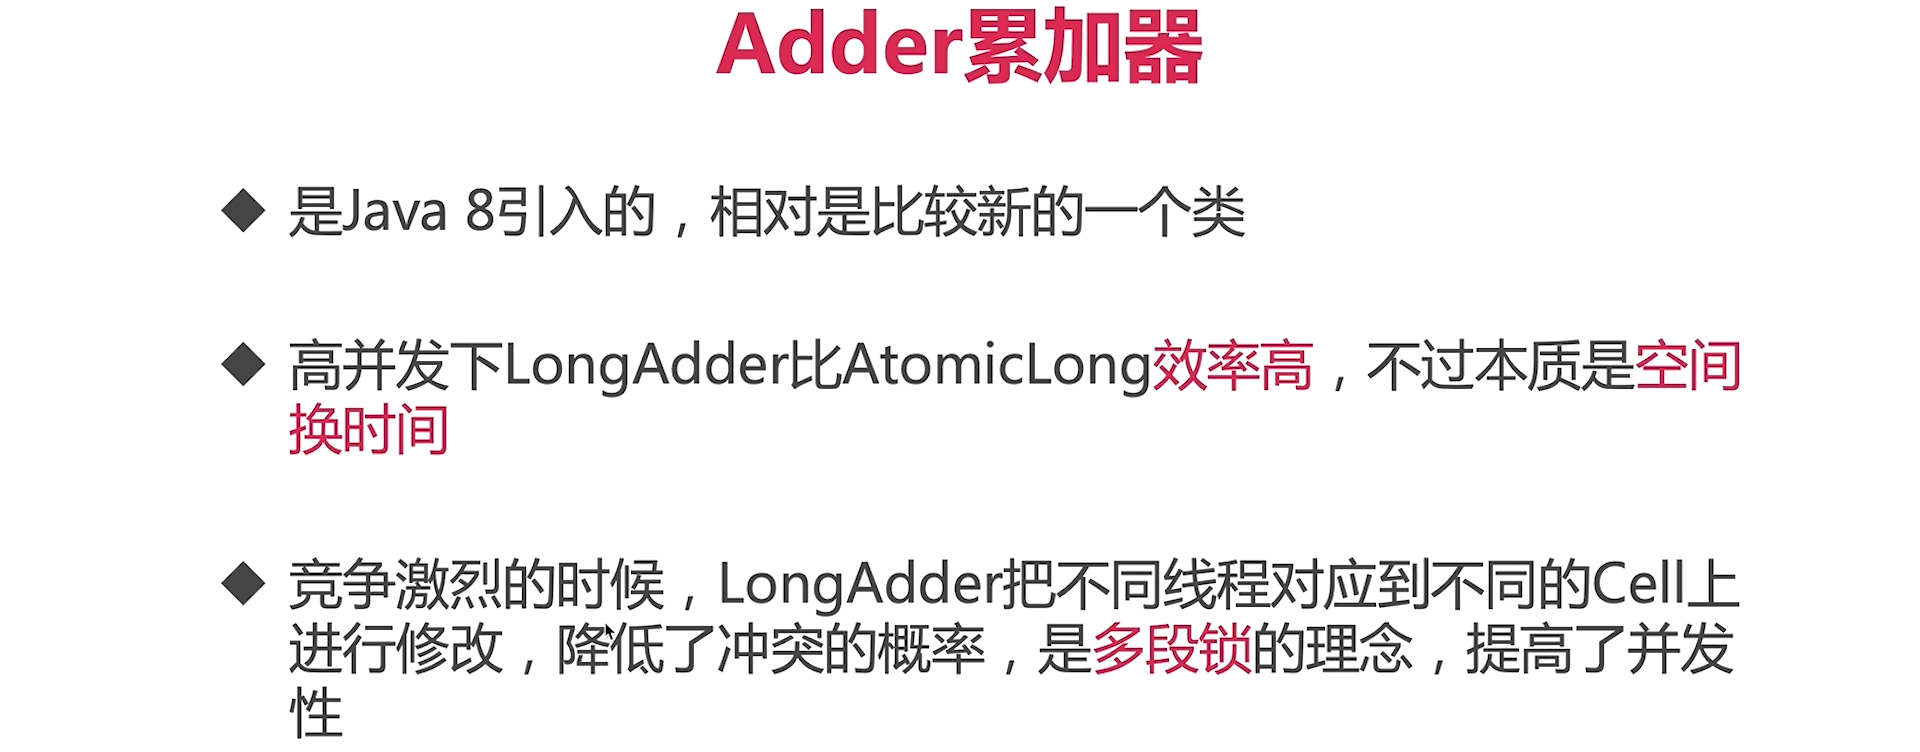 Adder累加器
◆ 是Java 8引入的，相对是比较新的一个类
◆ 高并发下LongAdder比AtomicLong效率高，不过本质是空间
换时间
◆ 竞争激烈的时候，LongAdder把不同线程对应到不同的Cell上
进行修改，降低了冲突的概率，是多段锁的理念，提高了并发
性